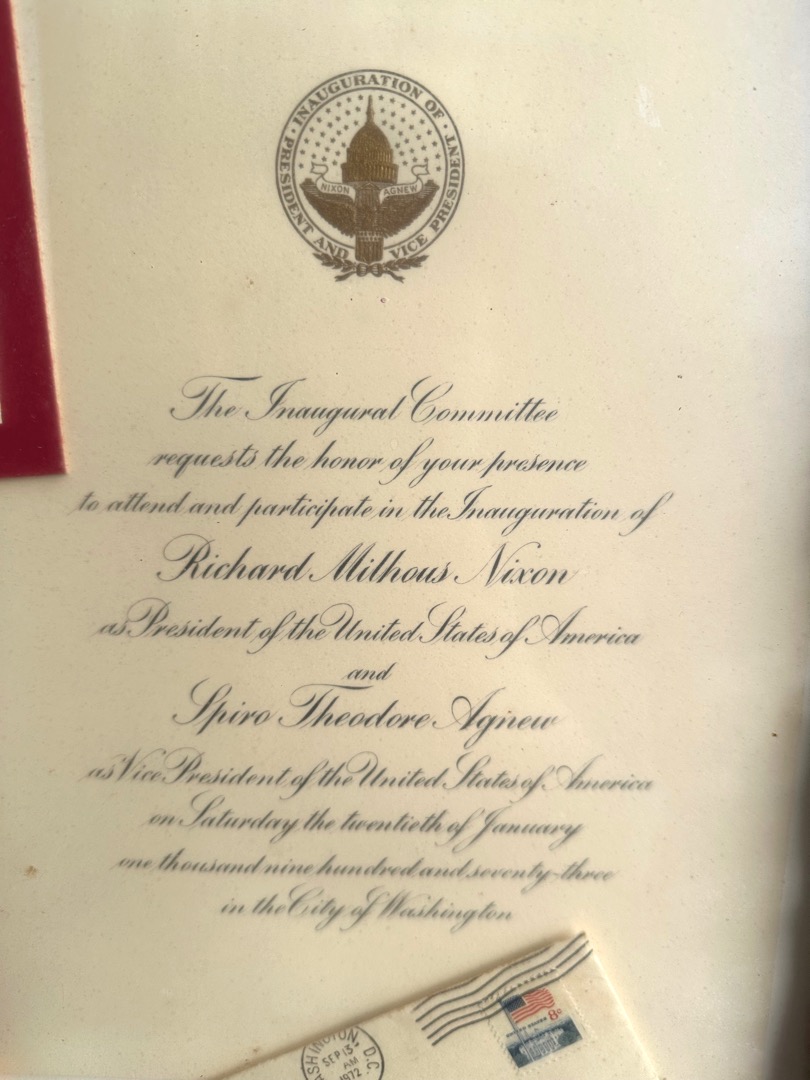 INAUGURATION OF PRESIDENT AND VICE PRESIDENT
NIXON AGNEW
The Inaugural Committee
requests the honor of your presence
to attend and participate in the Inauguration of
Richard Milhous Nixon
as President of the United States of America
and
Spiro Theodore Agnew
as Vice President of the United States of America
on Saturday the twentieth of January
one thousand nine hundred and seventy-three
in the City of Washington
8c
WASHINGTON, D.C.
SEP 13
AM
1972